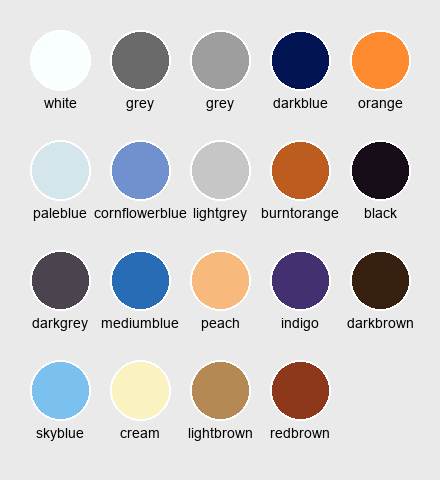 white grey grey darkblue orange
paleblue cornflowerblue lightgrey burntorange black
darkgrey mediumblue peach indigo darkbrown
skyblue cream lightbrown redbrown